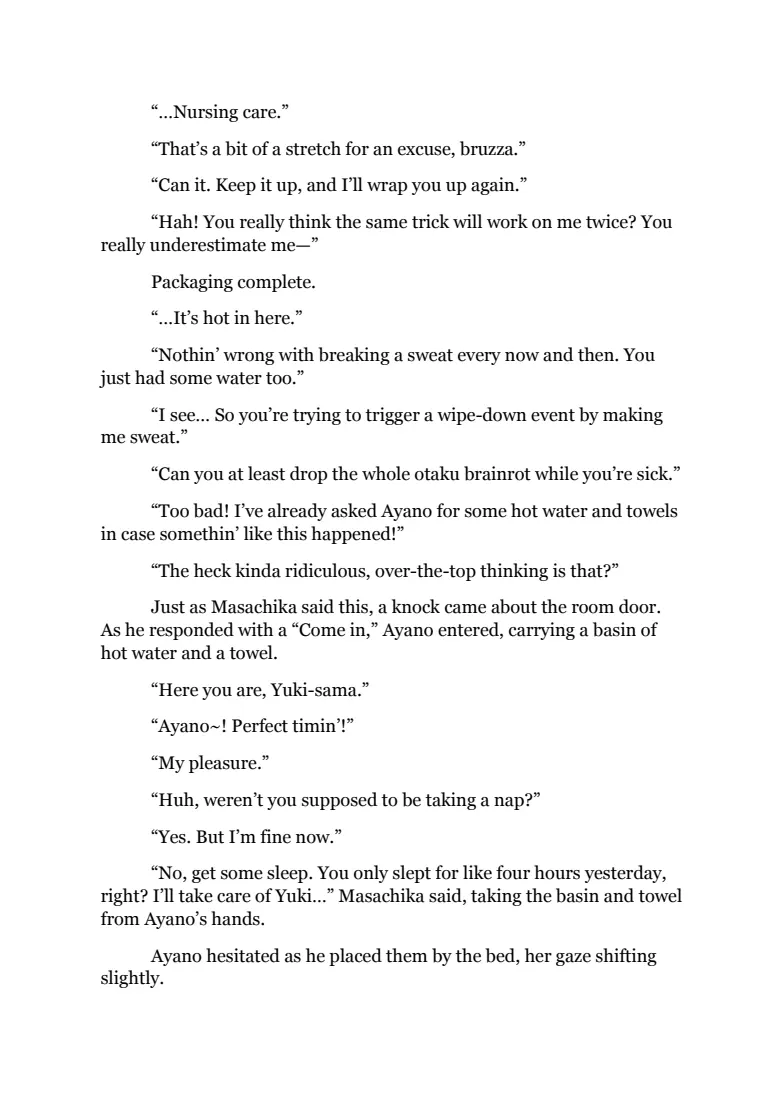 “…Nursing care.”
“That’s a bit of a stretch for an excuse, bruzza.”
“Can it. Keep it up, and I’ll wrap you up again.”
“Hah! You really think the same trick will work on me twice? You
really underestimate me—”
Packaging complete.
“…It’s hot in here.”
“Nothin’ wrong with breaking a sweat every now and then. You
just had some water too.”
“I see… So you’re trying to trigger a wipe-down event by making
me sweat.”
“Can you at least drop the whole otaku brainrot while you’re sick.”
“Too bad! I’ve already asked Ayano for some hot water and towels
in case somethin’ like this happened!”
“The heck kinda ridiculous, over-the-top thinking is that?”
Just as Masachika said this, a knock came about the room door.
As he responded with a “Come in,” Ayano entered, carrying a basin of
hot water and a towel.
“Here you are, Yuki-sama.”
“Ayano~! Perfect timin’!”
“My pleasure.”
“Huh, weren’t you supposed to be taking a nap?”
“Yes. But I’m fine now.”
“No, get some sleep. You only slept for like four hours yesterday,
right? I’ll take care of Yuki…” Masachika said, taking the basin and towel
from Ayano’s hands.
Ayano hesitated as he placed them by the bed, her gaze shifting
slightly.